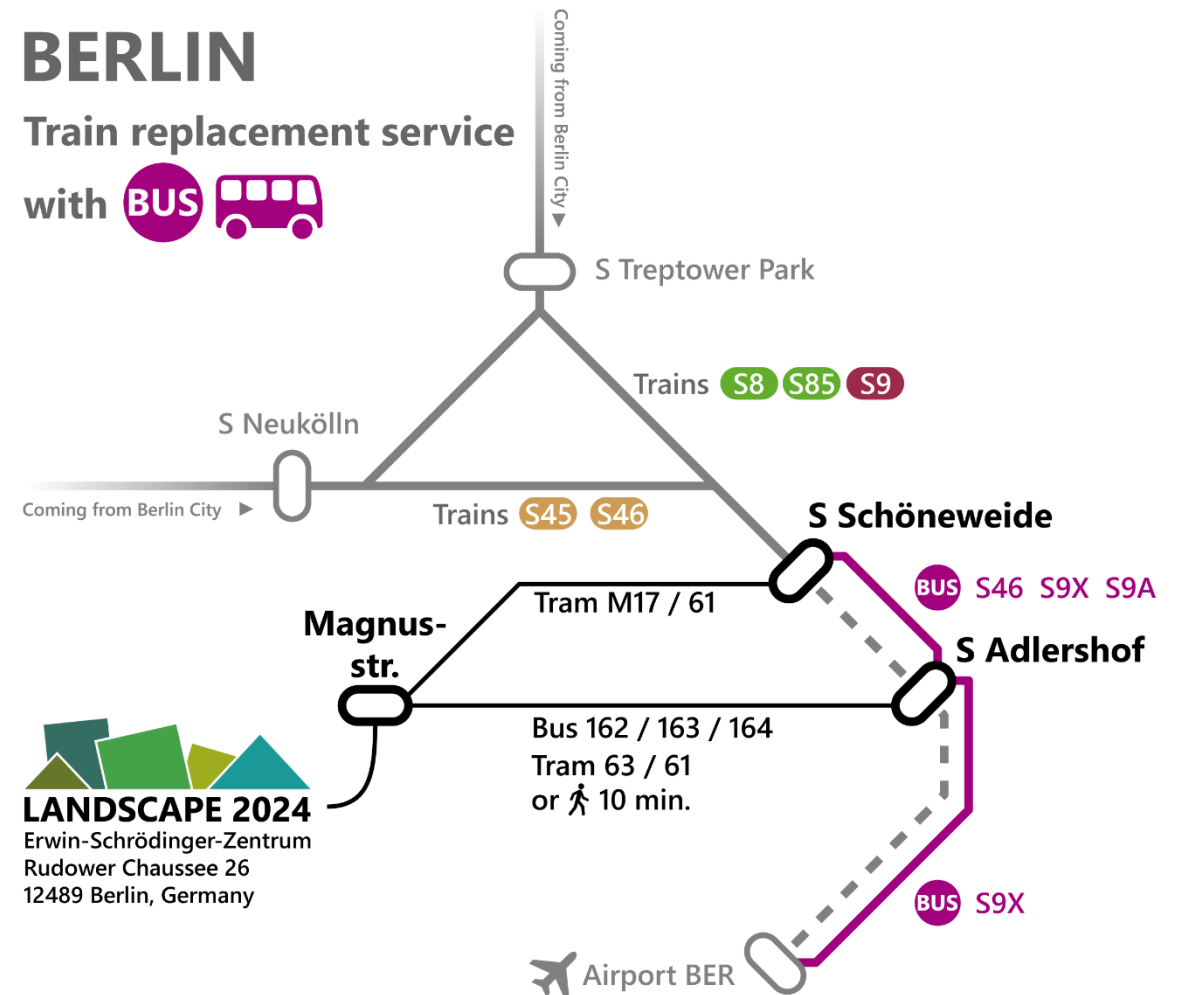 BERLIN
Train replacement service
with BUS
Coming from Berlin City ▶
S Treptower Park
Trains S8 S85 S9
S Neukölln
Coming from Berlin City ▶
Trains S45 S46
S Schöneweide
BUS S46 S9X S9A
Tram M17 / 61
Magnus-
str.
S Adlershof
Bus 162 / 163 / 164
Tram 63 / 61
or 10 min.
LANDSCAPE 2024
Erwin-Schrödinger-Zentrum
Rudower Chaussee 26
12489 Berlin, Germany
BUS S9X
Airport BER